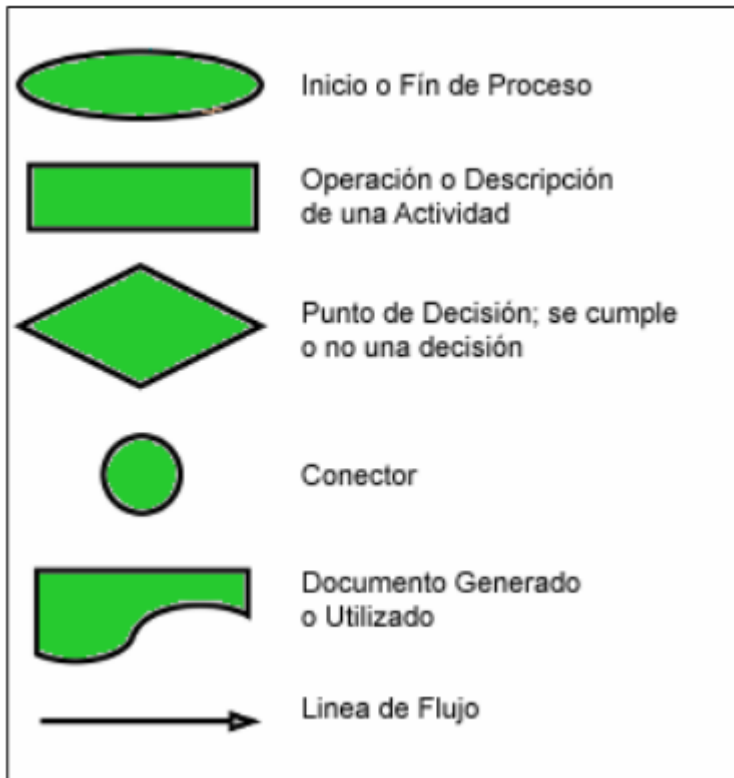 Inicio o Fín de Proceso
Operación o Descripción
de una Actividad
Punto de Decisión; se cumple
o no una decisión
Conector
Documento Generado
o Utilizado
Linea de Flujo